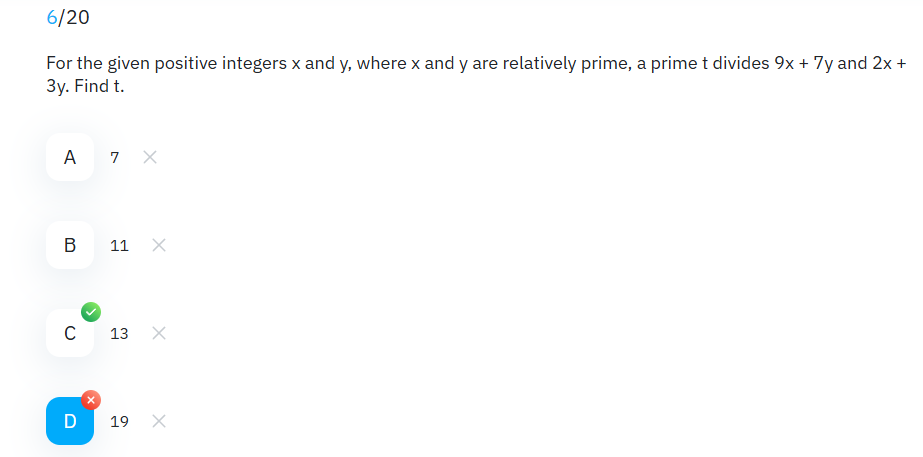 6/20
For the given positive integers x and y, where x and y are relatively prime, a prime t divides 9x + 7y and 2x +
3y. Find t.
A 7
B 11
C 13
D 19